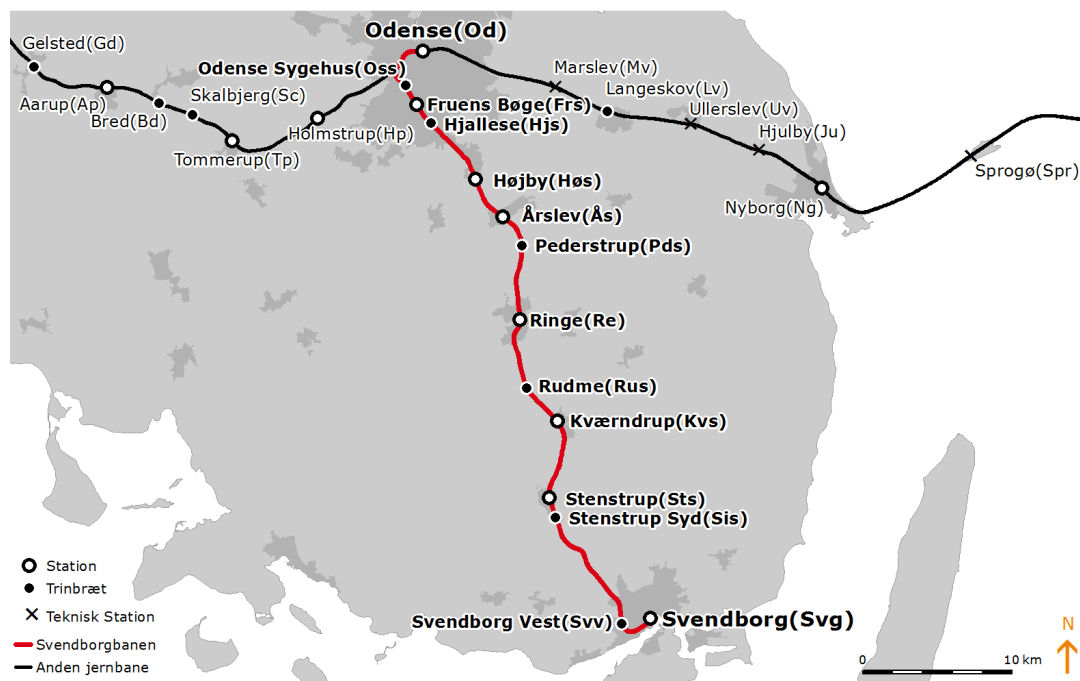 Odense(Od)
Gelsted(Gd)
Odense Sygehus(Oss)
Marslev(Mv)
Langeskov(Lv)
Skalbjerg(Sc)
Aarup(Ap)
Fruens Bøge(Frs)
Ullerslev(Uv)
Bred(Bd)
Hjallese(Hjs)
Holmstrup(Hp)
Hjulby(Ju)
Tommerup(Tp)
Sprogø(Spr)
Højby(Høs)
Nyborg(Ng)
Årslev(Ås)
Pederstrup(Pds)
Ringe(Re)
Rudme(Rus)
Kværndrup(Kvs)
Stenstrup(Sts)
Stenstrup Syd(Sis)
Svendborg Vest(Svv)
Svendborg(Svg)
Station
Trinbræt
Teknisk Station
Svendborgbanen
Anden jernbane
0 10 km
N